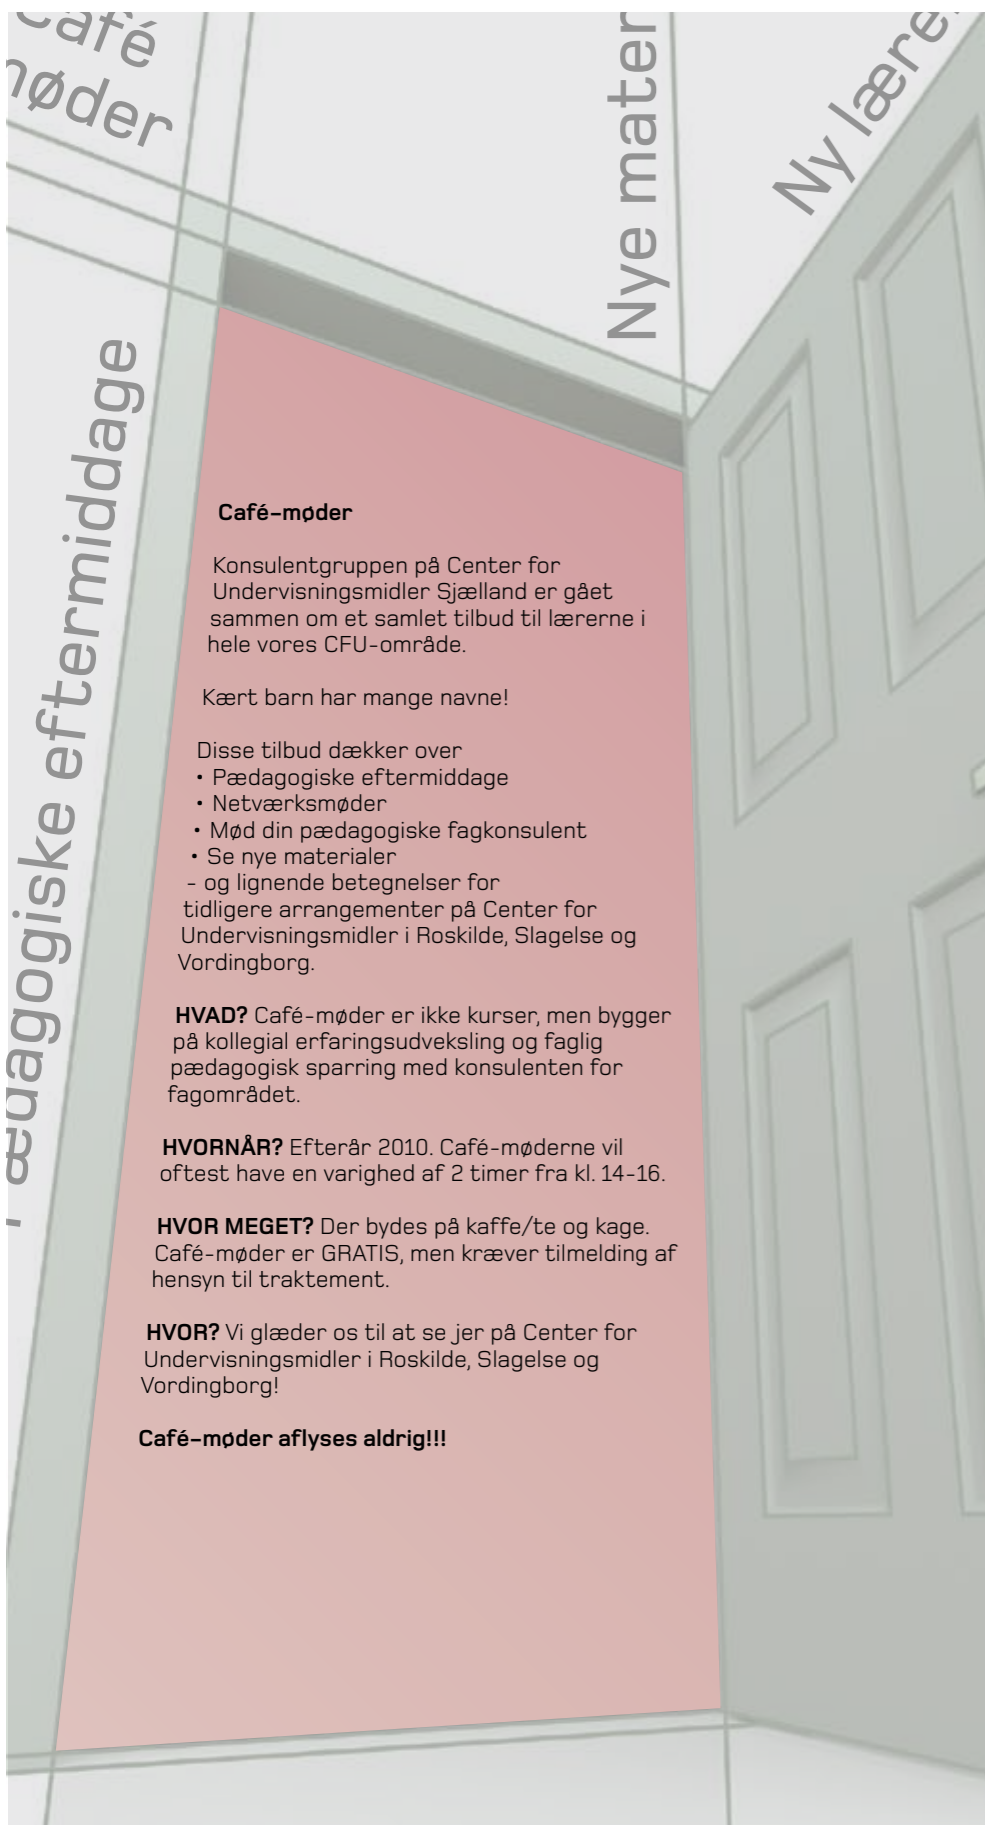 Café
møder
Nye mater
Ny lære
Pædagogiske eftermiddage
Café-møder
Konsulentgruppen på Center for
Undervisningsmidler Sjælland er gået
sammen om et samlet tilbud til lærerne i
hele vores CFU-område.
Kært barn har mange navne!
Disse tilbud dækker over
• Pædagogiske eftermiddage
• Netværksmøder
• Mød din pædagogiske fagkonsulent
• Se nye materialer
- og lignende betegnelser for
tidligere arrangementer på Center for
Undervisningsmidler i Roskilde, Slagelse og
Vordingborg.
HVAD? Café-møder er ikke kurser, men bygger
på kollegial erfaringsudveksling og faglig
pædagogisk sparring med konsulenten for
fagområdet.
HVORNÅR? Efterår 2010. Café-møderne vil
oftest have en varighed af 2 timer fra kl. 14-16.
HVOR MEGET? Der bydes på kaffe/te og kage.
Café-møder er GRATIS, men kræver tilmelding af
hensyn til traktement.
HVOR? Vi glæder os til at se jer på Center for
Undervisningsmidler i Roskilde, Slagelse og
Vordingborg!
Café-møder aflyses aldrig!!!